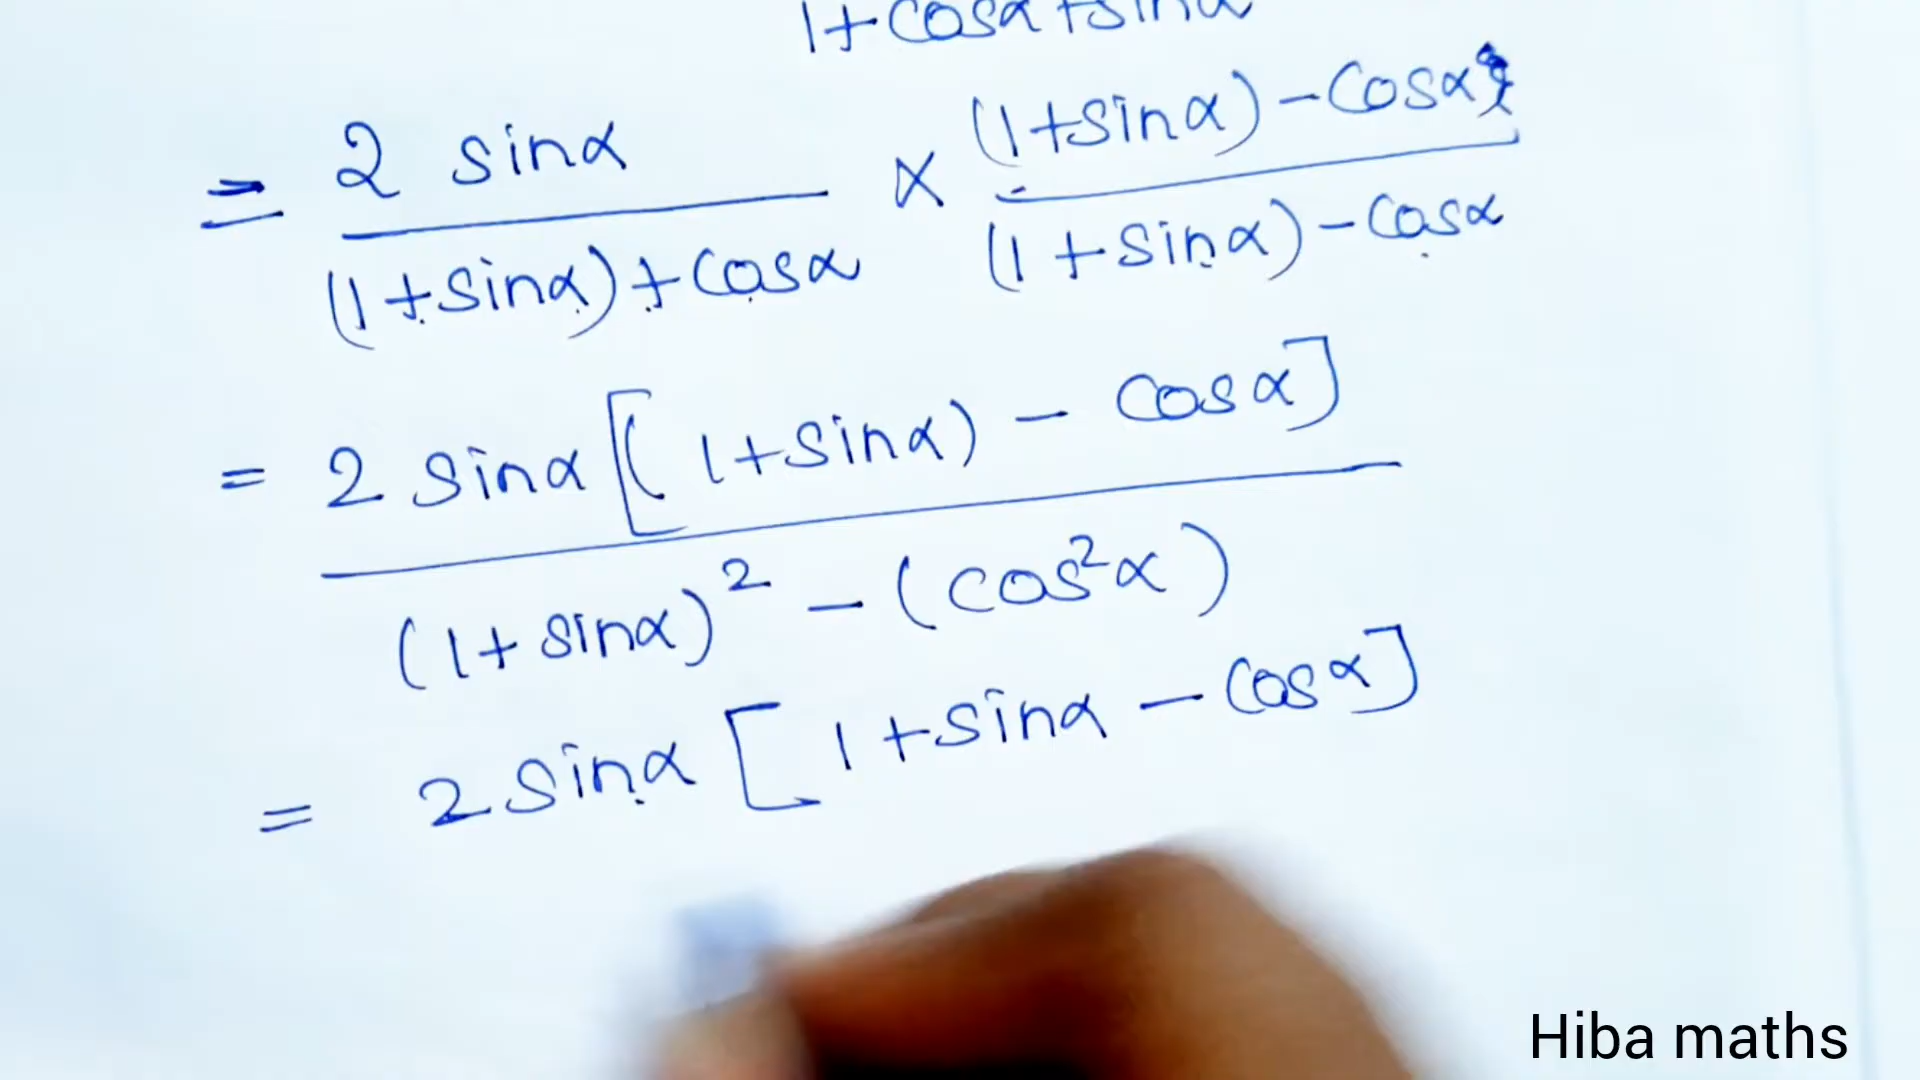 1+cosα+sinα
= 2 sinα / (1+sinα)+cosα × (1+sinα)-cosα / (1+sinα)-cosα
= 2 sinα [(1+sinα) - cosα] / (1+sinα)² - (cos²α)
= 2 sinα [1+sinα - cosα]
Hiba maths